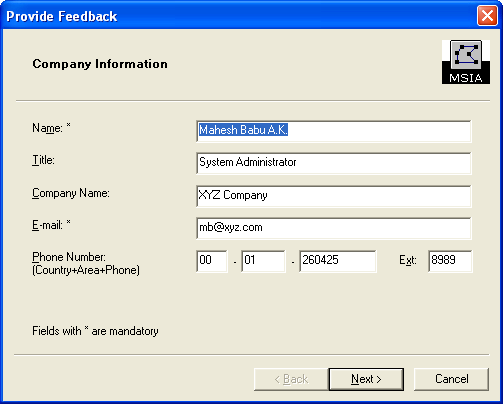 Provide Feedback
Company Information
MSIA
Name: *
Mahesh Babu A.K.
Title:
System Administrator
Company Name:
XYZ Company
E-mail: *
mb@xyz.com
Phone Number: 00 - 01 - 260425 Ext: 8989
(Country+Area+Phone)
Fields with * are mandatory
< Back Next > Cancel